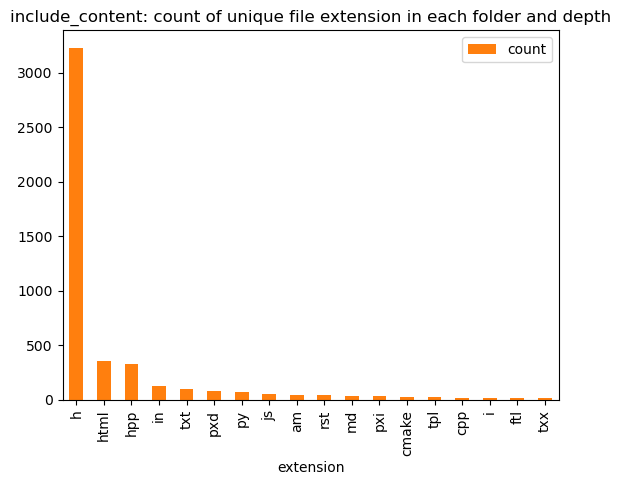 include_content: count of unique file extension in each folder and depth
count
3000
2500
2000
1500
1000
500
0
h
html
hpp
in
txt
pxd
py
js
am
rst
md
pxi
cmake
tpl
cpp
i
ftl
txx
extension